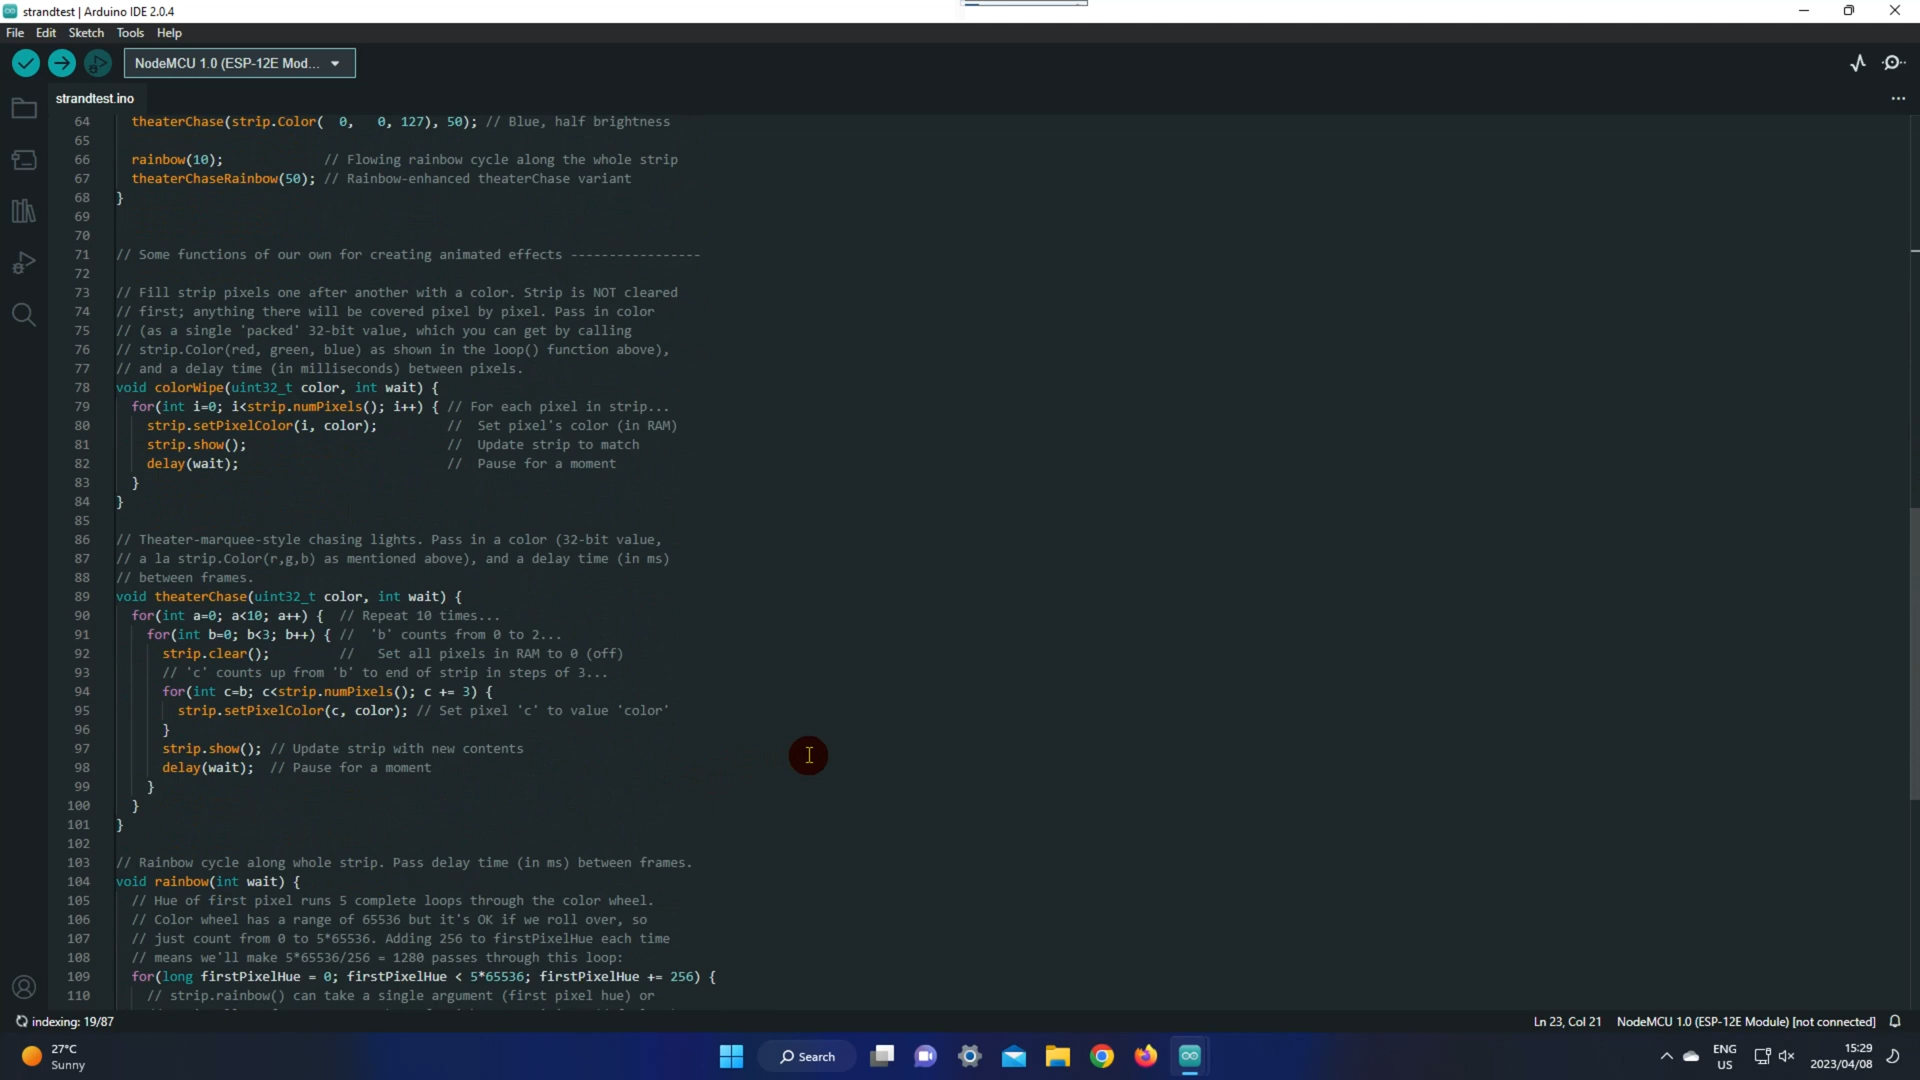 strandtest | Arduino IDE 2.0.4
File Edit Sketch Tools Help
NodeMCU 1.0 (ESP-12E Mod...
strandtest.ino
...
64 theaterChase(strip.Color(  0,   0, 127), 50); // Blue, half brightness
65
66 rainbow(10);             // Flowing rainbow cycle along the whole strip
67 theaterChaseRainbow(50); // Rainbow-enhanced theaterChase variant
68 }
69
70
71 // Some functions of our own for creating animated effects -----------------
72
73 // Fill strip pixels one after another with a color. Strip is NOT cleared
74 // first; anything there will be covered pixel by pixel. Pass in color
75 // (as a single 'packed' 32-bit value, which you can get by calling
76 // strip.Color(red, green, blue) as shown in the loop() function above),
77 // and a delay time (in milliseconds) between pixels.
78 void colorWipe(uint32_t color, int wait) {
79 for(int i=0; i<strip.numPixels(); i++) { // For each pixel in strip...
80 strip.setPixelColor(i, color);         //  Set pixel's color (in RAM)
81 strip.show();                          //  Update strip to match
82 delay(wait);                           //  Pause for a moment
83 }
84 }
85
86 // Theater-marquee-style chasing lights. Pass in a color (32-bit value,
87 // a la strip.Color(r,g,b) as mentioned above), and a delay time (in ms)
88 // between frames.
89 void theaterChase(uint32_t color, int wait) {
90 for(int a=0; a<10; a++) {  // Repeat 10 times...
91 for(int b=0; b<3; b++) { //  'b' counts from 0 to 2...
92 strip.clear();         //   Set all pixels in RAM to 0 (off)
93 // 'c' counts up from 'b' to end of strip in steps of 3...
94 for(int c=b; c<strip.numPixels(); c += 3) {
95 strip.setPixelColor(c, color); // Set pixel 'c' to value 'color'
96 }
97 strip.show(); // Update strip with new contents
98 delay(wait);  // Pause for a moment
99 }
100 }
101 }
102
103 // Rainbow cycle along whole strip. Pass delay time (in ms) between frames.
104 void rainbow(int wait) {
105 // Hue of first pixel runs 5 complete loops through the color wheel.
106 // Color wheel has a range of 65536 but it's OK if we roll over, so
107 // just count from 0 to 5*65536. Adding 256 to firstPixelHue each time
108 // means we'll make 5*65536/256 = 1280 passes through this loop:
109 for(long firstPixelHue = 0; firstPixelHue < 5*65536; firstPixelHue += 256) {
110 // strip.rainbow() can take a single argument (first pixel hue) or
indexing: 19/87
Ln 23, Col 21 NodeMCU 1.0 (ESP-12E Module) [not connected]
27°C
Sunny
Search
ENG
US
15:29
2023/04/08